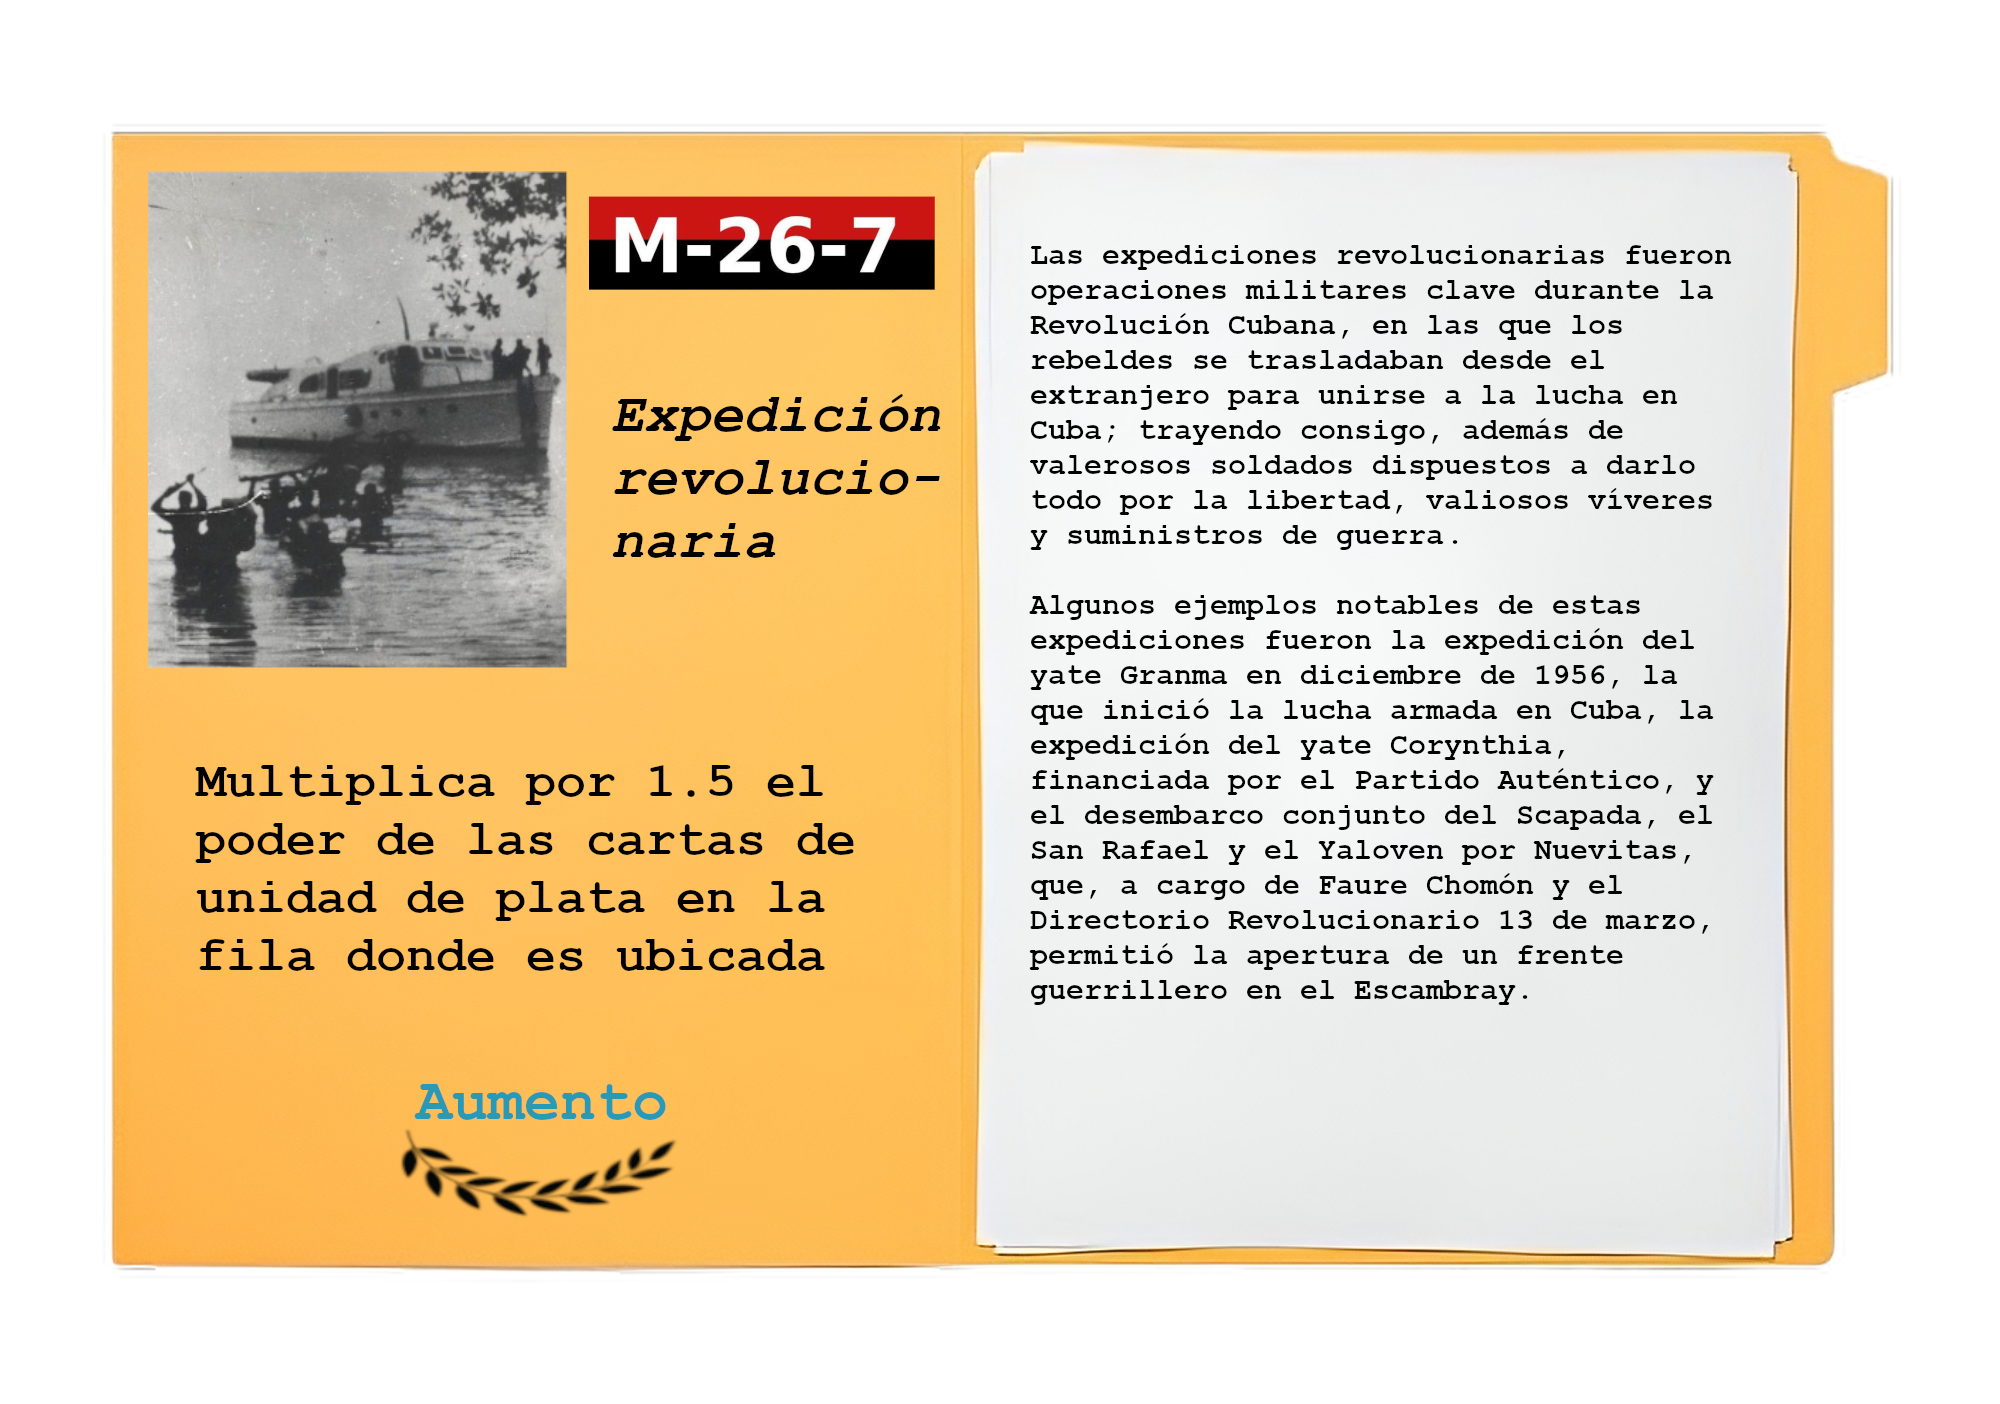 M-26-7
Expedición
revolucio-
naria
Multiplica por 1.5 el
poder de las cartas de
unidad de plata en la
fila donde es ubicada
Aumento
Las expediciones revolucionarias fueron
operaciones militares clave durante la
Revolución Cubana, en las que los
rebeldes se trasladaban desde el
extranjero para unirse a la lucha en
Cuba; trayendo consigo, además de
valerosos soldados dispuestos a darlo
todo por la libertad, valiosos víveres
y suministros de guerra.
Algunos ejemplos notables de estas
expediciones fueron la expedición del
yate Granma en diciembre de 1956, la
que inició la lucha armada en Cuba, la
expedición del yate Corynthia,
financiada por el Partido Auténtico, y
el desembarco conjunto del Scapada, el
San Rafael y el Yaloven por Nuevitas,
que, a cargo de Faure Chomón y el
Directorio Revolucionario 13 de marzo,
permitió la apertura de un frente
guerrillero en el Escambray.